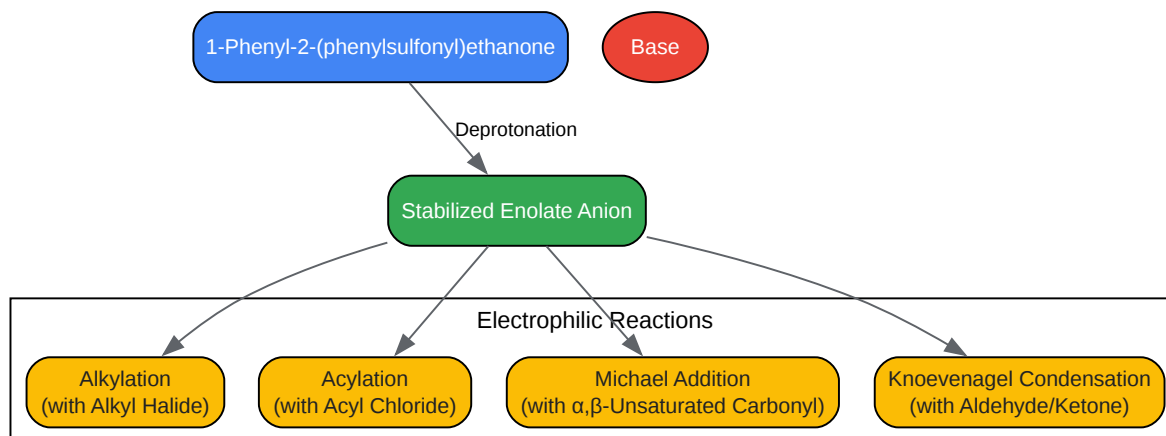 1-Phenyl-2-(phenylsulfonyl)ethanone
Base
Deprotonation
Stabilized Enolate Anion
Electrophilic Reactions
Alkylation
(with Alkyl Halide)
Acylation
(with Acyl Chloride)
Michael Addition
(with α,β-Unsaturated Carbonyl)
Knoevenagel Condensation
(with Aldehyde/Ketone)